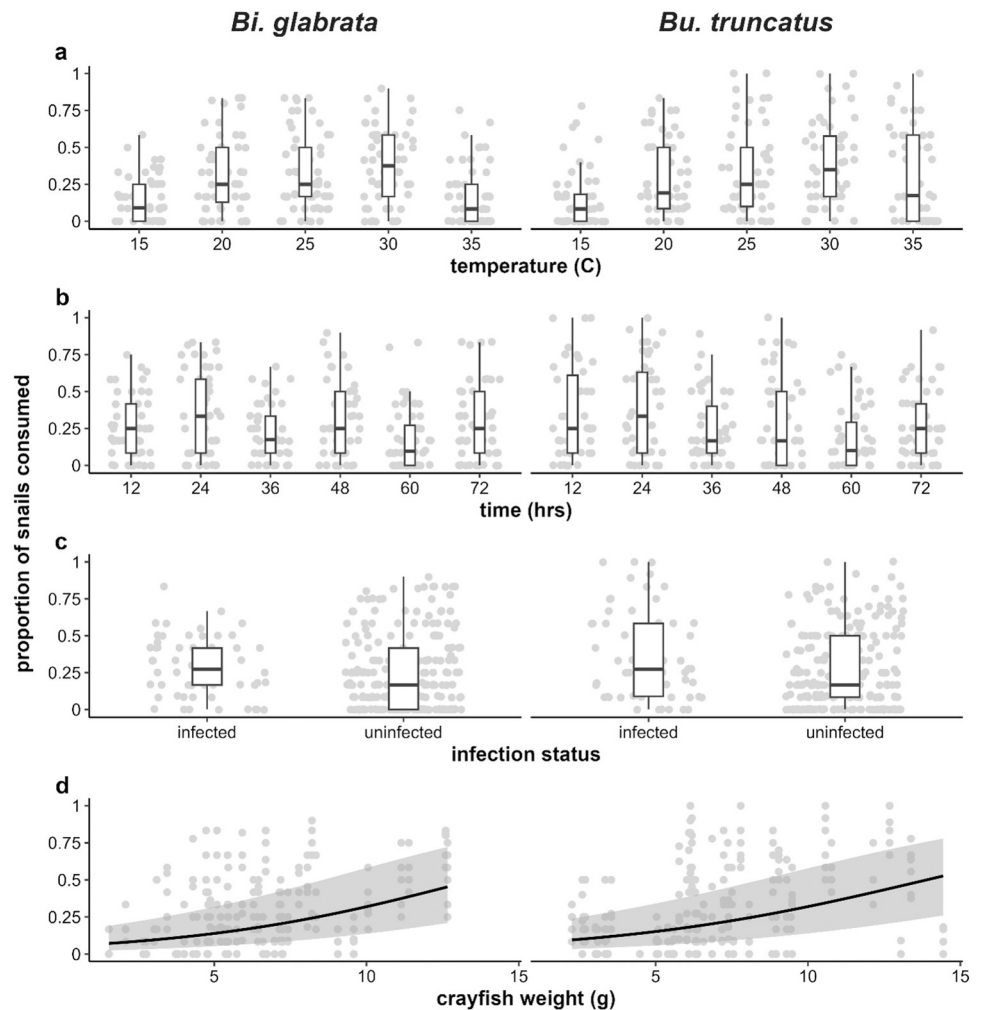 Bi. glabrata Bu. truncatus
a
1
0.75
0.5
0.25
0
15 20 25 30 35 15 20 25 30 35
temperature (C)
b
1
0.75
0.5
0.25
0
12 24 36 48 60 72 12 24 36 48 60 72
time (hrs)
proportion of snails consumed
c
1
0.75
0.5
0.25
0
infected uninfected infected uninfected
infection status
d
1
0.75
0.5
0.25
0
5 10 15 5 10 15
crayfish weight (g)